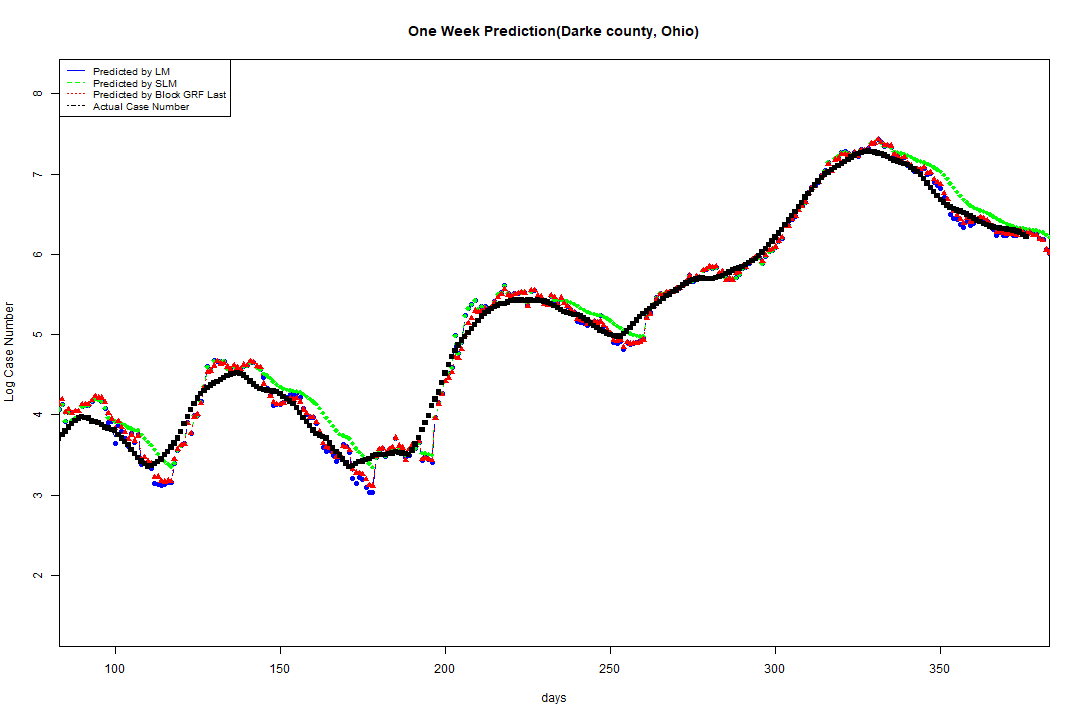 One Week Prediction(Darke county, Ohio)
Predicted by LM
Predicted by SLM
Predicted by Block GRF Last
Actual Case Number
8
7
6
5
4
3
2
Log Case Number
100 150 200 250 300 350
days